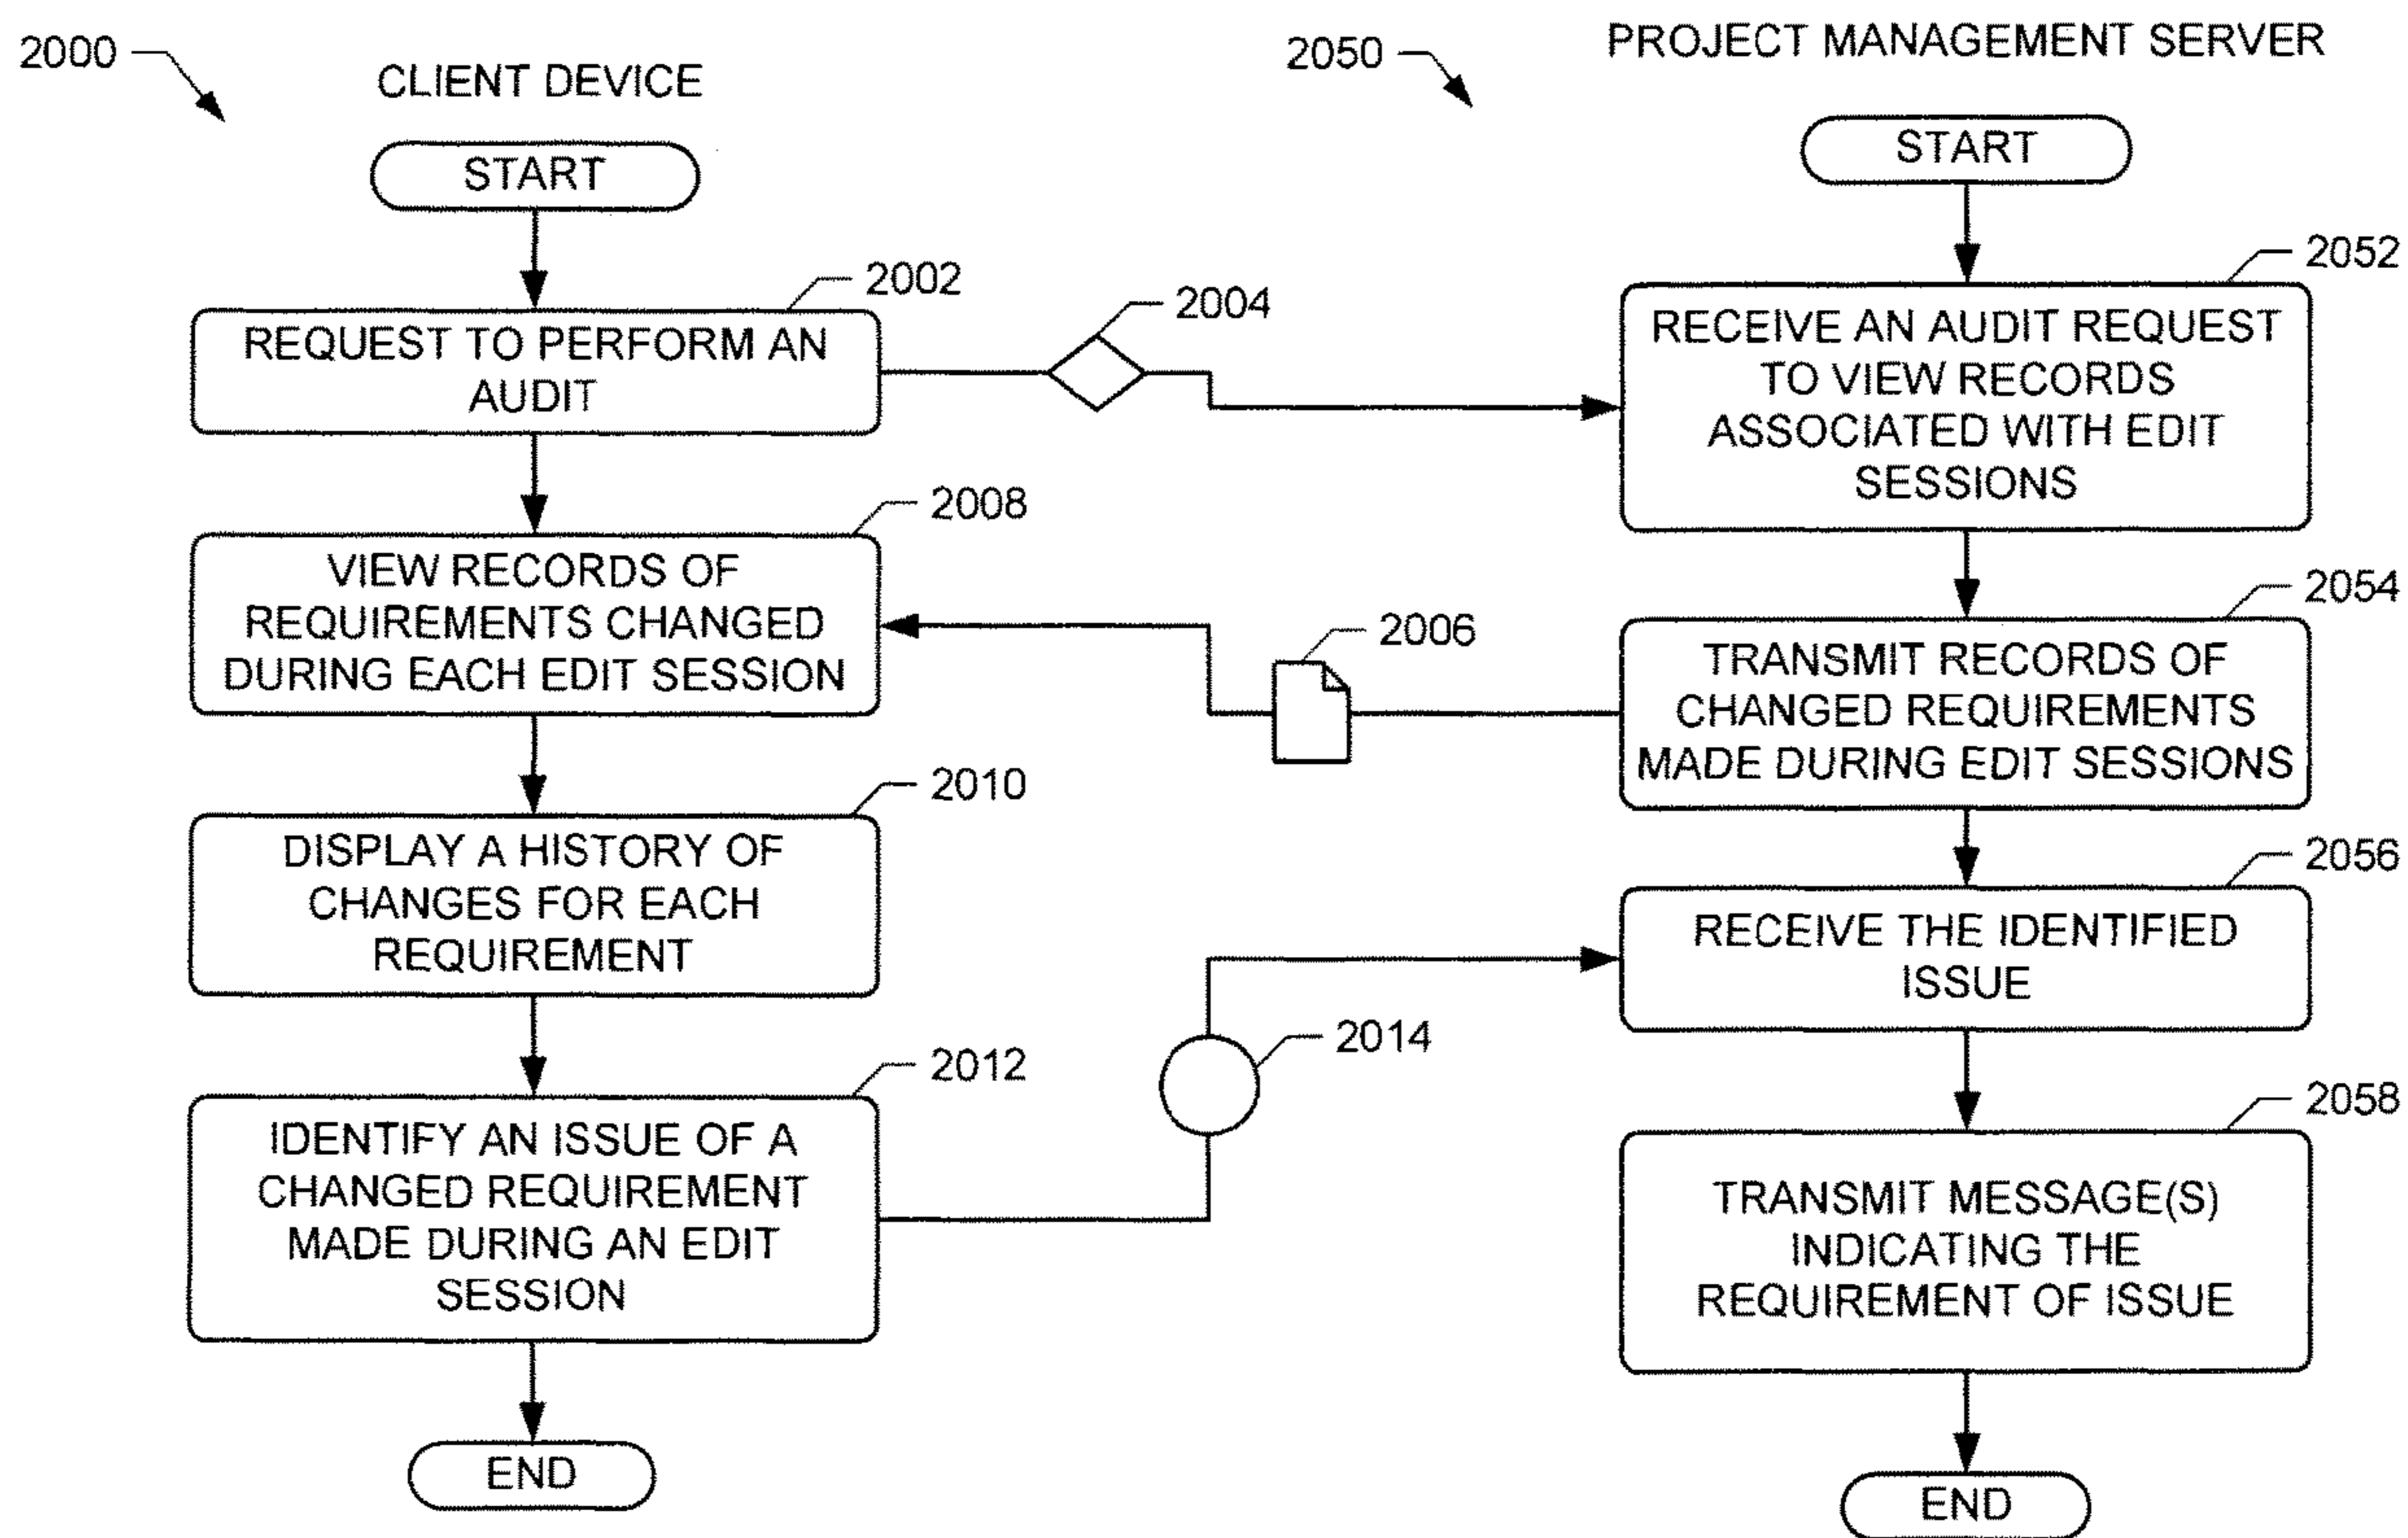 2000
CLIENT DEVICE
START
2002
REQUEST TO PERFORM AN
AUDIT
2004
2008
VIEW RECORDS OF
REQUIREMENTS CHANGED
DURING EACH EDIT SESSION
2006
2010
DISPLAY A HISTORY OF
CHANGES FOR EACH
REQUIREMENT
2012
IDENTIFY AN ISSUE OF A
CHANGED REQUIREMENT
MADE DURING AN EDIT
SESSION
2014
END
2050
PROJECT MANAGEMENT SERVER
START
2052
RECEIVE AN AUDIT REQUEST
TO VIEW RECORDS
ASSOCIATED WITH EDIT
SESSIONS
2054
TRANSMIT RECORDS OF
CHANGED REQUIREMENTS
MADE DURING EDIT SESSIONS
2056
RECEIVE THE IDENTIFIED
ISSUE
2058
TRANSMIT MESSAGE(S)
INDICATING THE
REQUIREMENT OF ISSUE
END